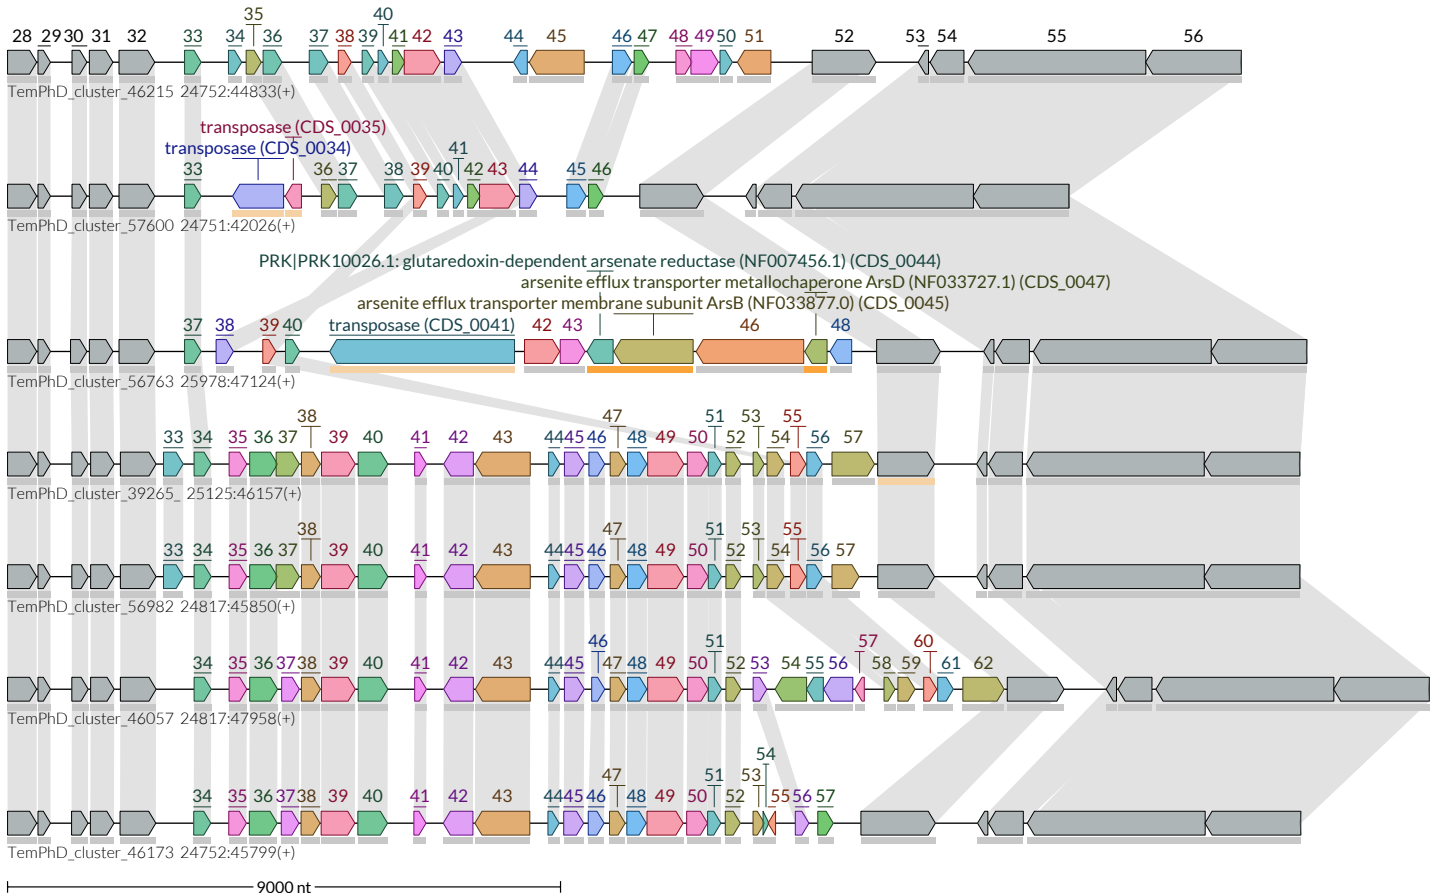 35 40
28 29 30 31 32 33 34 36 37 38 39 41 42 43 44 45 46 47 48 49 50 51 52 53 54 55 56
TemPhD_cluster_46215 24752:44833(+)
transposase (CDS_0035)
transposase (CDS_0034)
41
33 36 37 38 39 40 42 43 44 45 46
TemPhD_cluster_57600 24751:42026(+)
PRK|PRK10026.1: glutaredoxin-dependent arsenate reductase (NF007456.1) (CDS_0044)
arsenite efflux transporter metallochaperone ArsD (NF033727.1) (CDS_0047)
arsenite efflux transporter membrane subunit ArsB (NF033877.0) (CDS_0045)
37 38 39 40 transposase (CDS_0041) 42 43 46 48
TemPhD_cluster_56763 25978:47124(+)
38 47 51 53 55
33 34 35 36 37 39 40 41 42 43 44 45 46 48 49 50 52 54 56 57
TemPhD_cluster_39265_ 25125:46157(+)
38 47 51 53 55
33 34 35 36 37 39 40 41 42 43 44 45 46 48 49 50 52 54 56 57
TemPhD_cluster_56982 24817:45850(+)
46 51 57 60
34 35 36 37 38 39 40 41 42 43 44 45 47 48 49 50 52 53 54 55 56 58 59 61 62
TemPhD_cluster_46057 24817:47958(+)
54
47 51 53
34 35 36 37 38 39 40 41 42 43 44 45 46 48 49 50 52 55 56 57
TemPhD_cluster_46173 24752:45799(+)
9000 nt